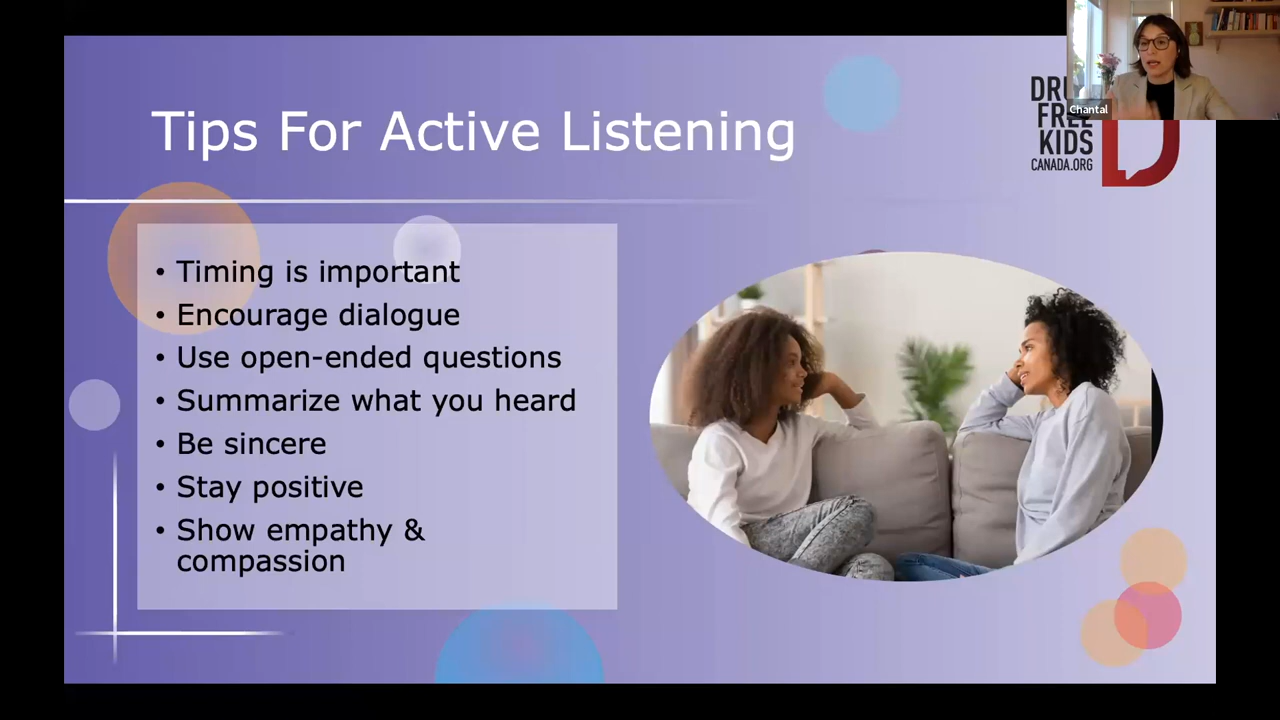 Tips For Active Listening
• Timing is important
• Encourage dialogue
• Use open-ended questions
• Summarize what you heard
• Be sincere
• Stay positive
• Show empathy &
compassion
FREE
KIDS
CANADA.ORG
Chantal